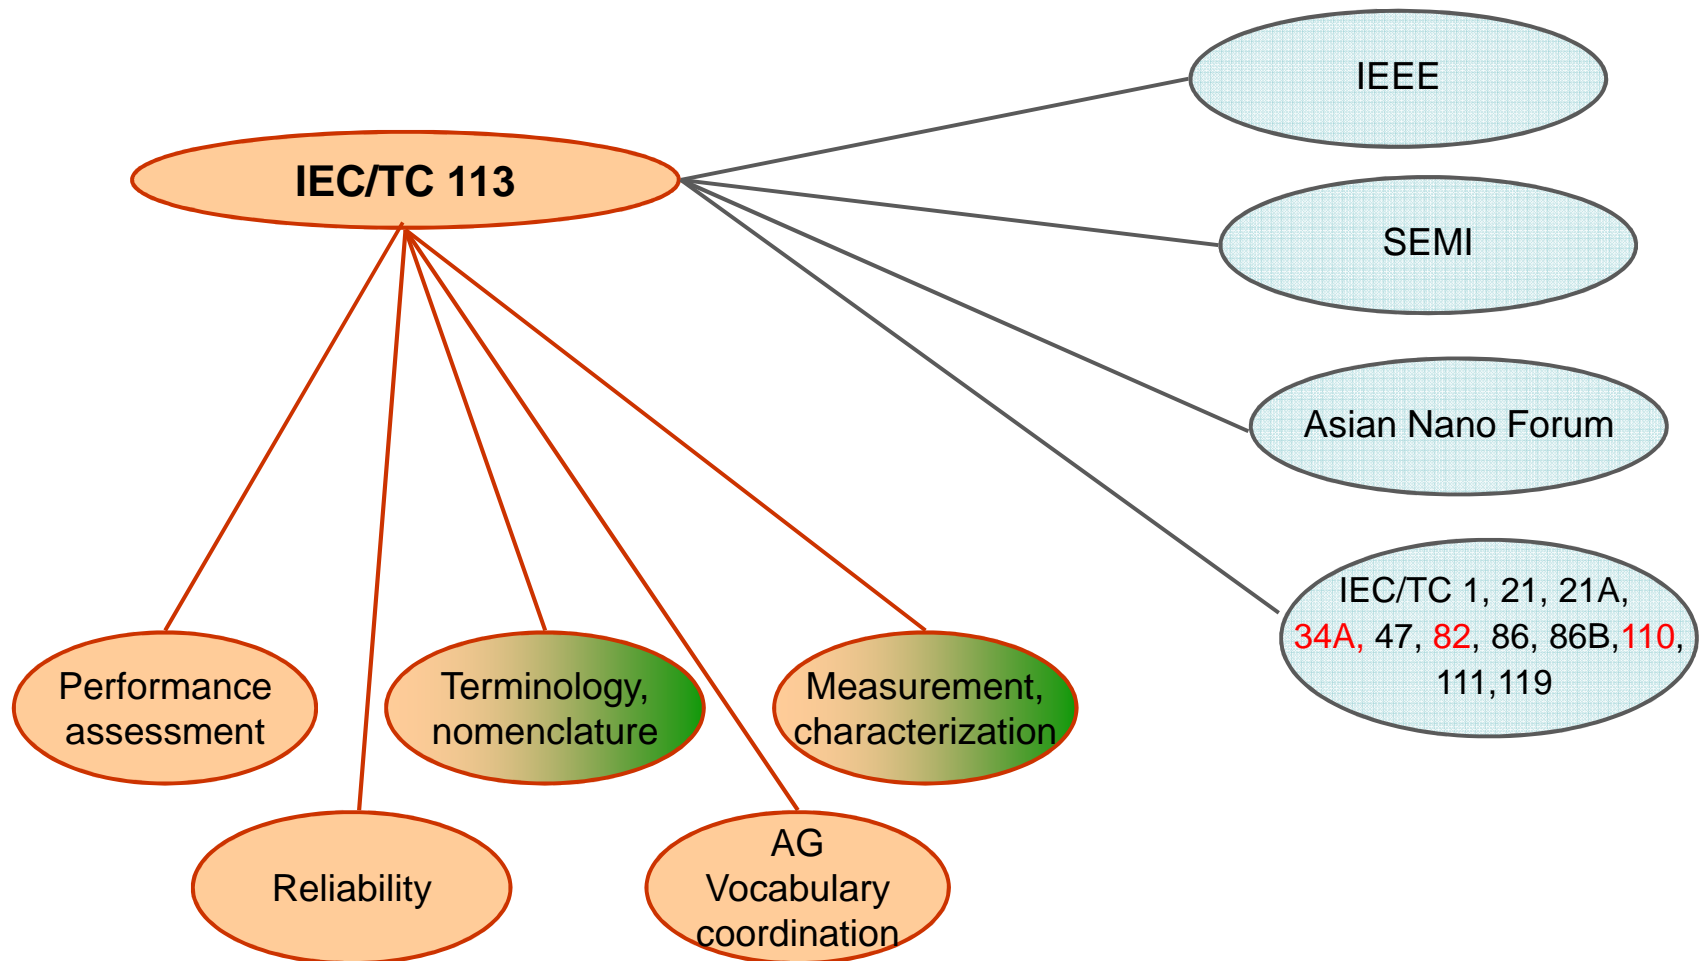 IEEE
IEC/TC 113
SEMI
Asian Nano Forum
IEC/TC 1, 21, 21A,
34A, 47, 82, 86, 86B,110,
111,119
Performance
assessment
Terminology,
nomenclature
Measurement,
characterization
Reliability
AG
Vocabulary
coordination